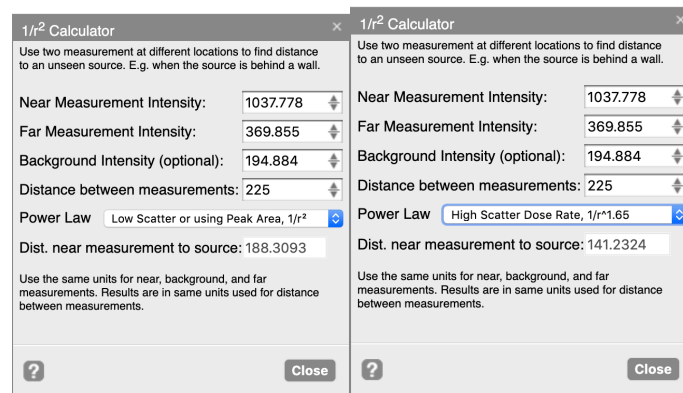 1/r² Calculator ×
Use two measurement at different locations to find distance
to an unseen source. E.g. when the source is behind a wall.
Near Measurement Intensity: 1037.778
Far Measurement Intensity: 369.855
Background Intensity (optional): 194.884
Distance between measurements: 225
Power Law Low Scatter or using Peak Area, 1/r²
Dist. near measurement to source: 188.3093
Use the same units for near, background, and far
measurements. Results are in same units used for distance
between measurements.
? Close
1/r² Calculator ×
Use two measurement at different locations to find distance
to an unseen source. E.g. when the source is behind a wall.
Near Measurement Intensity: 1037.778
Far Measurement Intensity: 369.855
Background Intensity (optional): 194.884
Distance between measurements: 225
Power Law High Scatter Dose Rate, 1/r^1.65
Dist. near measurement to source: 141.2324
Use the same units for near, background, and far
measurements. Results are in same units used for distance
between measurements.
? Close